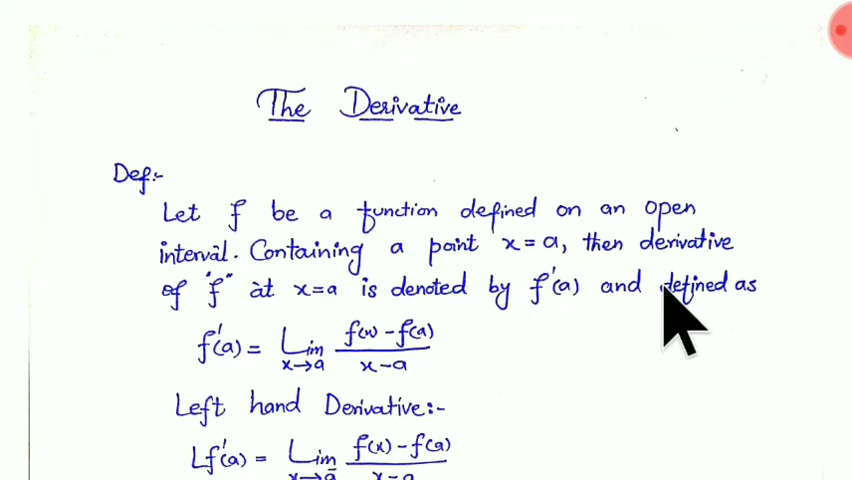 The Derivative
Def:-
Let f be a function defined on an open
interval. Containing a point x = a, then derivative
of "f" at x=a is denoted by f'(a) and defined as
f'(a) = Lim x→a f(x) - f(a) / x-a
Left hand Derivative:-
Lf'(a) = Lim x→a⁻ f(x) - f(a) / x-a